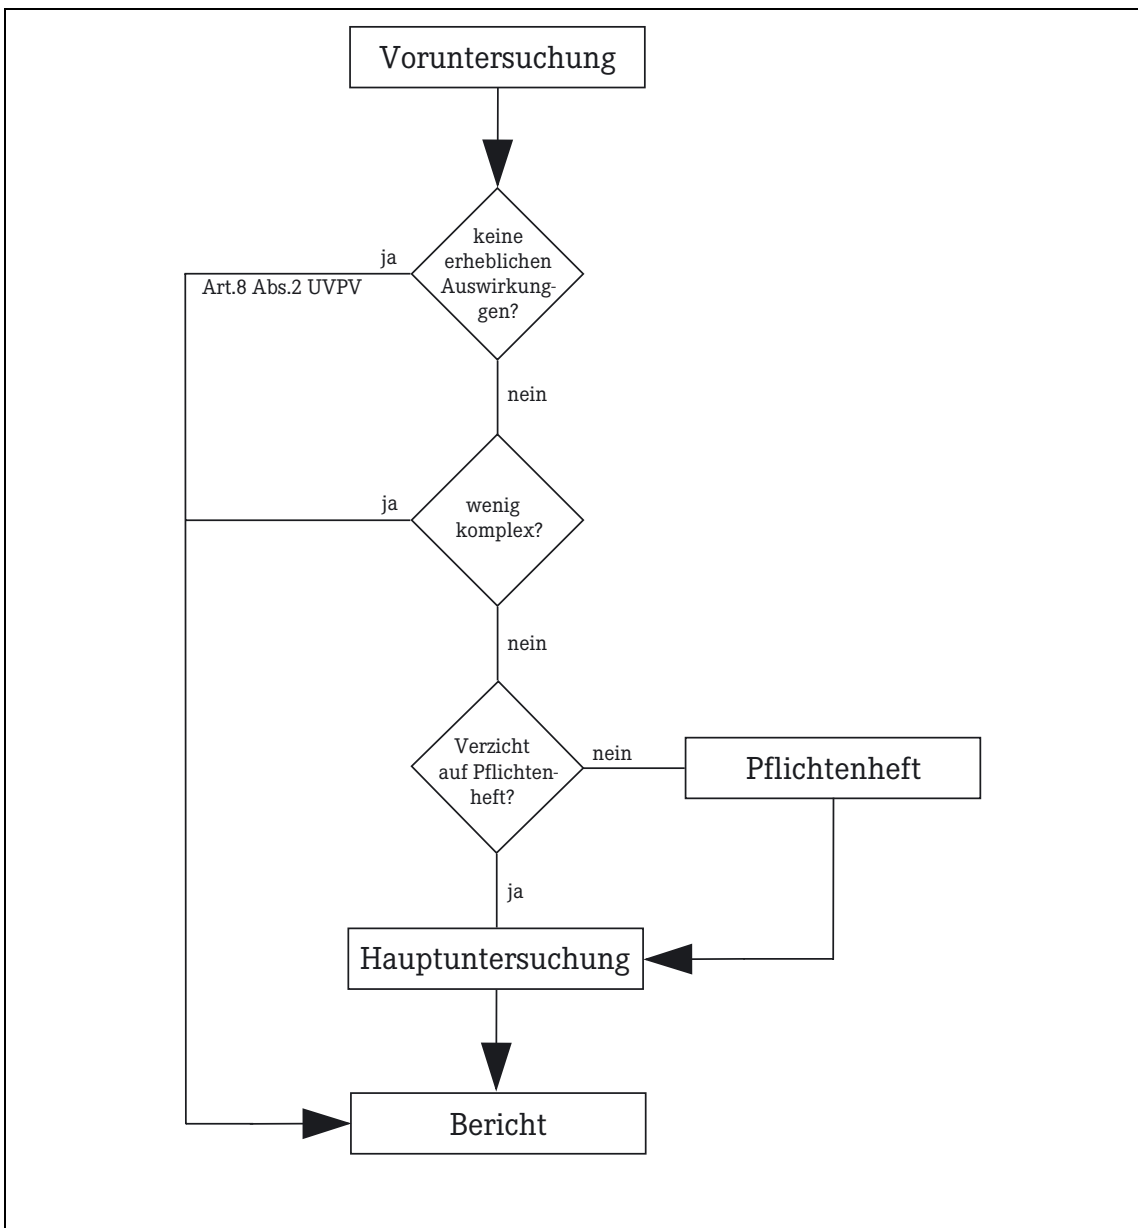 Voruntersuchung
keine
erheblichen
Auswirkung-
gen?
ja
Art.8 Abs.2 UVPV
nein
wenig
komplex?
ja
nein
Verzicht
auf Pflichten-
heft?
nein
Pflichtenheft
ja
Hauptuntersuchung
Bericht